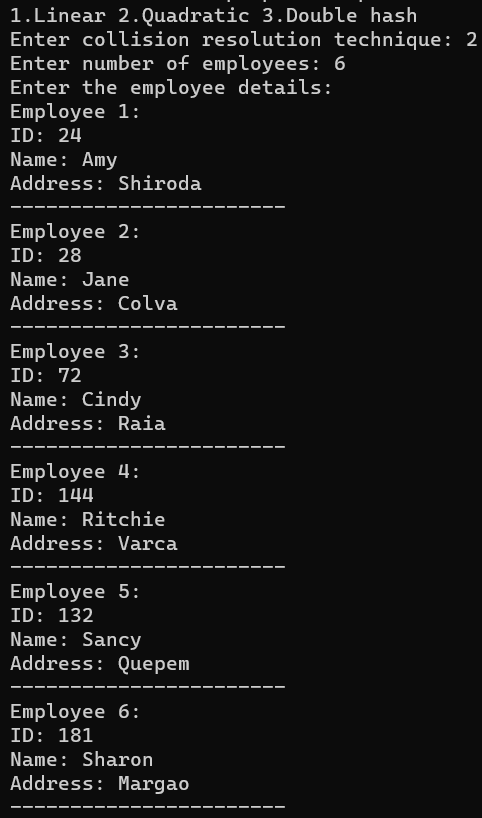 1.Linear 2.Quadratic 3.Double hash
Enter collision resolution technique: 2
Enter number of employees: 6
Enter the employee details:
Employee 1:
ID: 24
Name: Amy
Address: Shiroda
-----------------------
Employee 2:
ID: 28
Name: Jane
Address: Colva
-----------------------
Employee 3:
ID: 72
Name: Cindy
Address: Raia
-----------------------
Employee 4:
ID: 144
Name: Ritchie
Address: Varca
-----------------------
Employee 5:
ID: 132
Name: Sancy
Address: Quepem
-----------------------
Employee 6:
ID: 181
Name: Sharon
Address: Margao
-----------------------